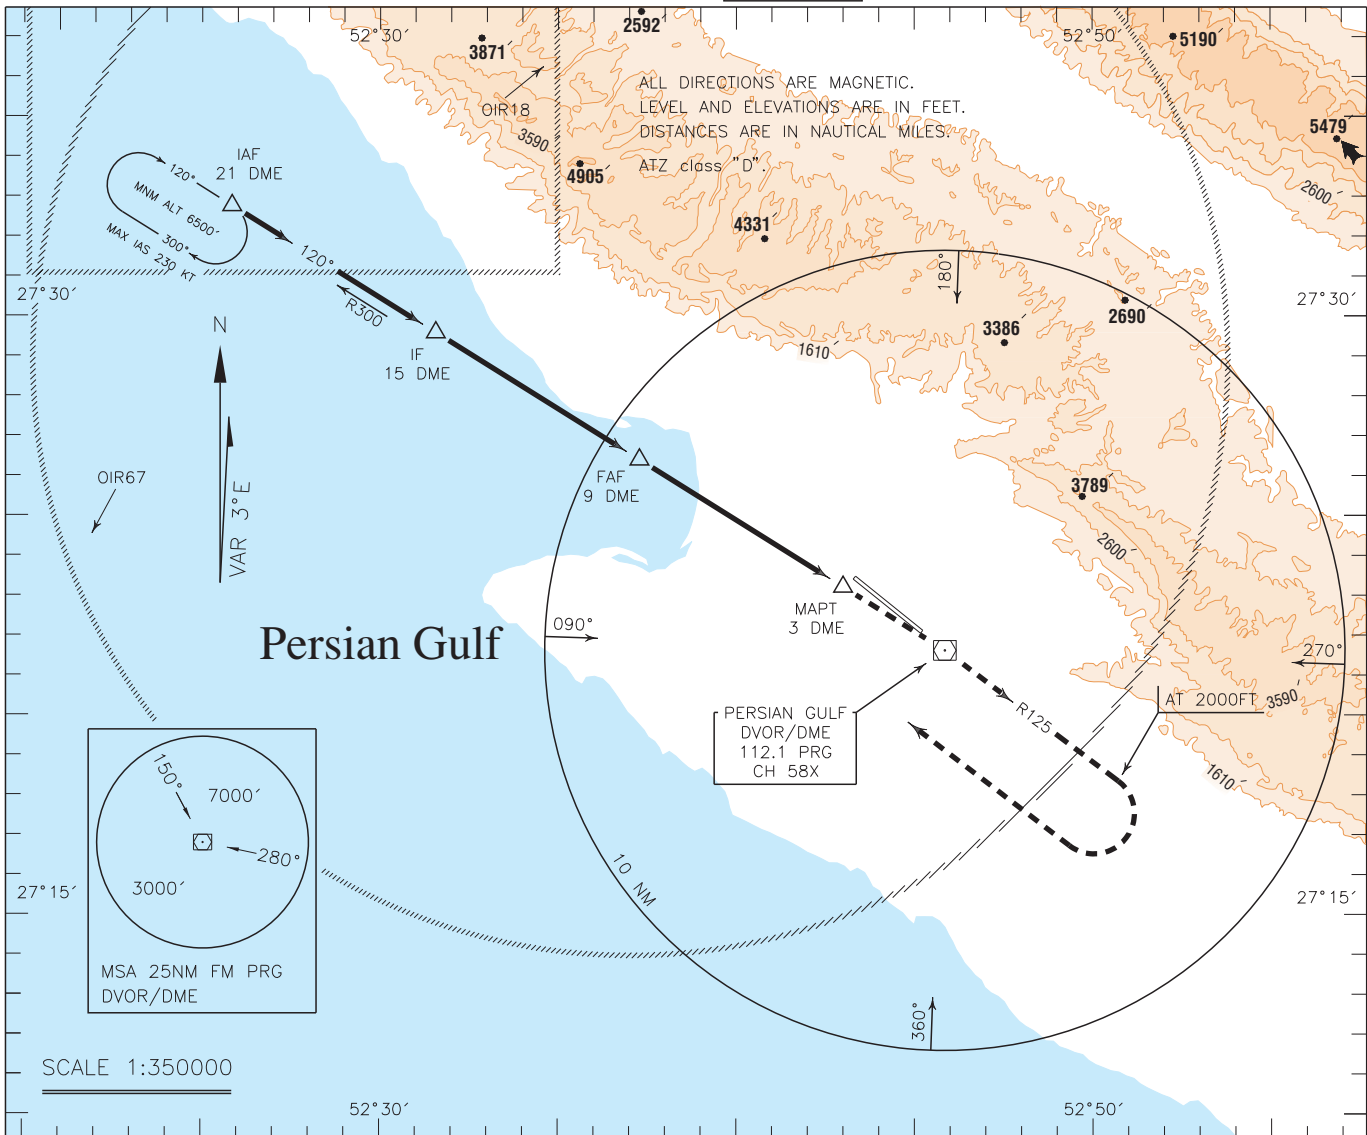 52°30′
2592
52°50′
3871′
5190′
ALL DIRECTIONS ARE MAGNETIC.
LEVEL AND ELEVATIONS ARE IN FEET.
DISTANCES ARE IN NAUTICAL MILES.
ATZ class "D".
OIR18
3590′
5479′
4905′
2600′
IAF
21 DME
120°
MNM ALT 6500′
300°
MAX IAS 230 KT
120°
4331′
180°
27°30′
27°30′
R300
2690′
3386′
1610′
N
IF
15 DME
VAR 3°E
OIR67
FAF
9 DME
3789′
2600′
MAPT
3 DME
Persian Gulf
090°
270°
AT 2000FT
3590′
R125
PERSIAN GULF
DVOR/DME
112.1 PRG
CH 58X
1610′
150°
7000′
280°
3000′
MSA 25NM FM PRG
DVOR/DME
10 NM
27°15′
27°15′
360°
SCALE 1:350000
52°30′
52°50′